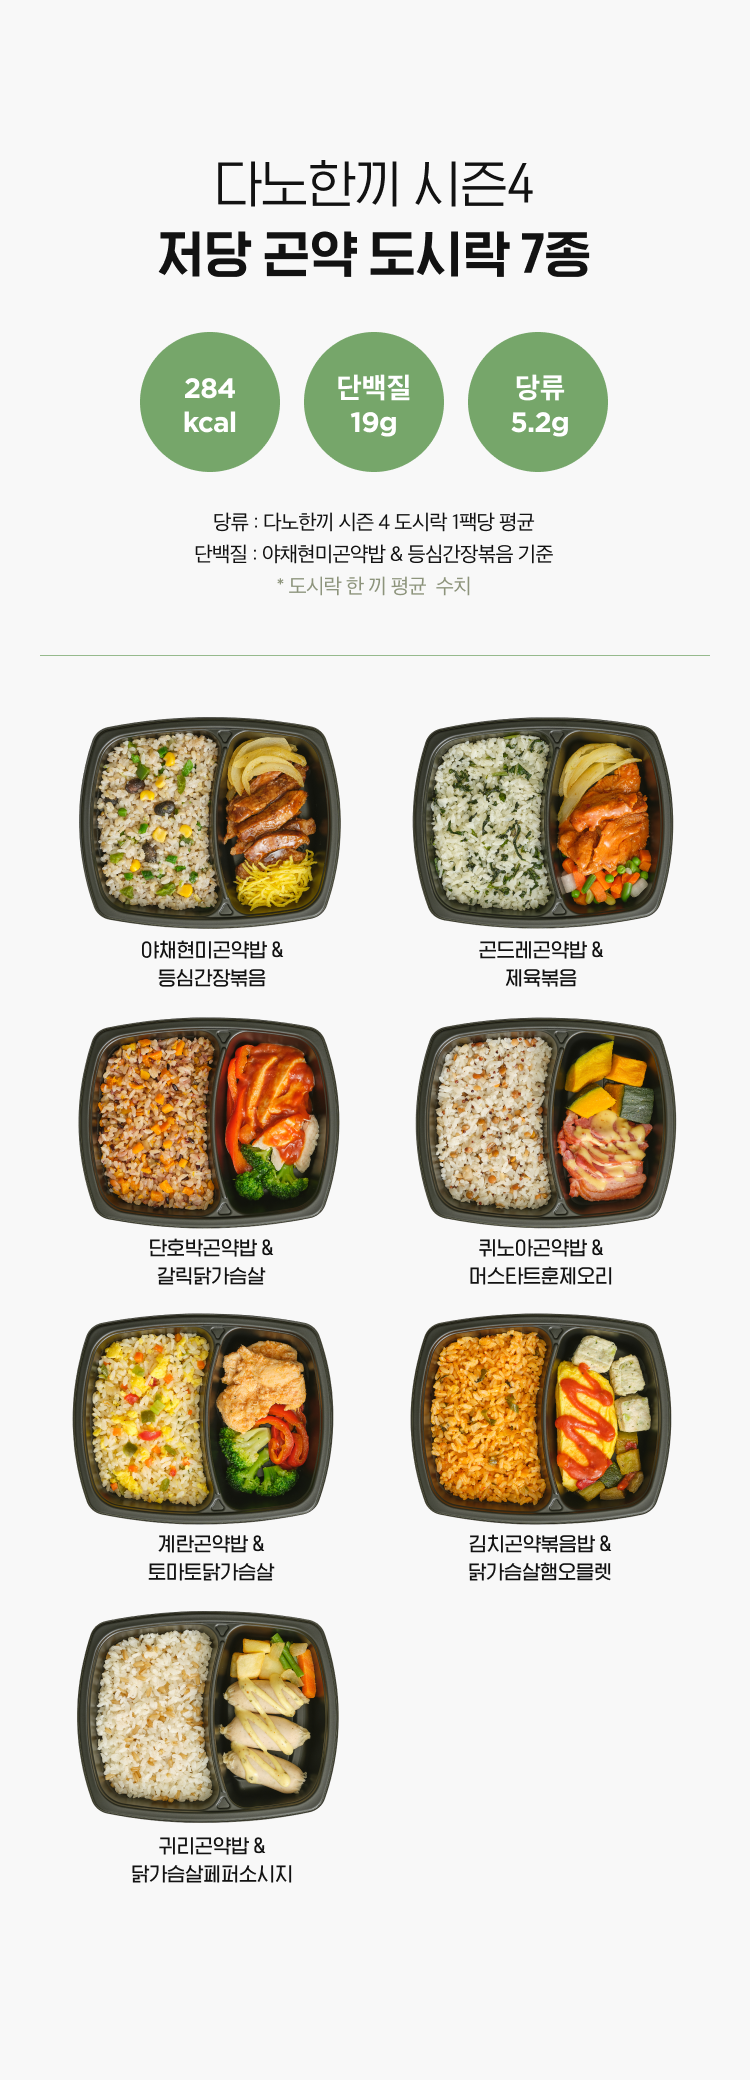 다노한끼 시즌4
저당 곤약 도시락 7종
284
kcal
단백질
19g
당류
5.2g
당류 : 다노한끼 시즌 4 도시락 1팩당 평균
단백질 : 야채현미곤약밥 & 등심간장볶음 기준
* 도시락 한 끼 평균 수치
야채현미곤약밥 &
등심간장볶음
곤드레곤약밥 &
제육볶음
단호박곤약밥 &
갈릭닭가슴살
퀴노아곤약밥 &
머스타트훈제오리
계란곤약밥 &
토마토닭가슴살
김치곤약볶음밥 &
닭가슴살햄오믈렛
귀리곤약밥 &
닭가슴살페퍼소시지